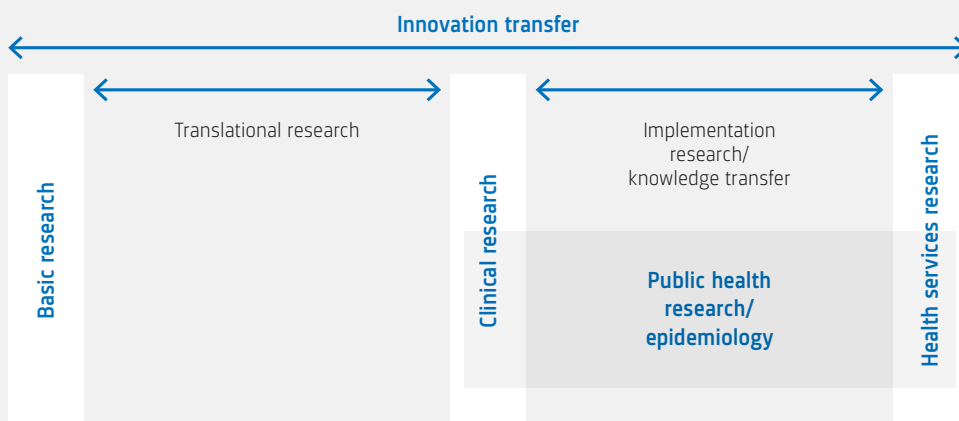 Innovation transfer
Translational research
Implementation
research/
knowledge transfer
Basic research
Clinical research
Health services research
Public health
research/
epidemiology